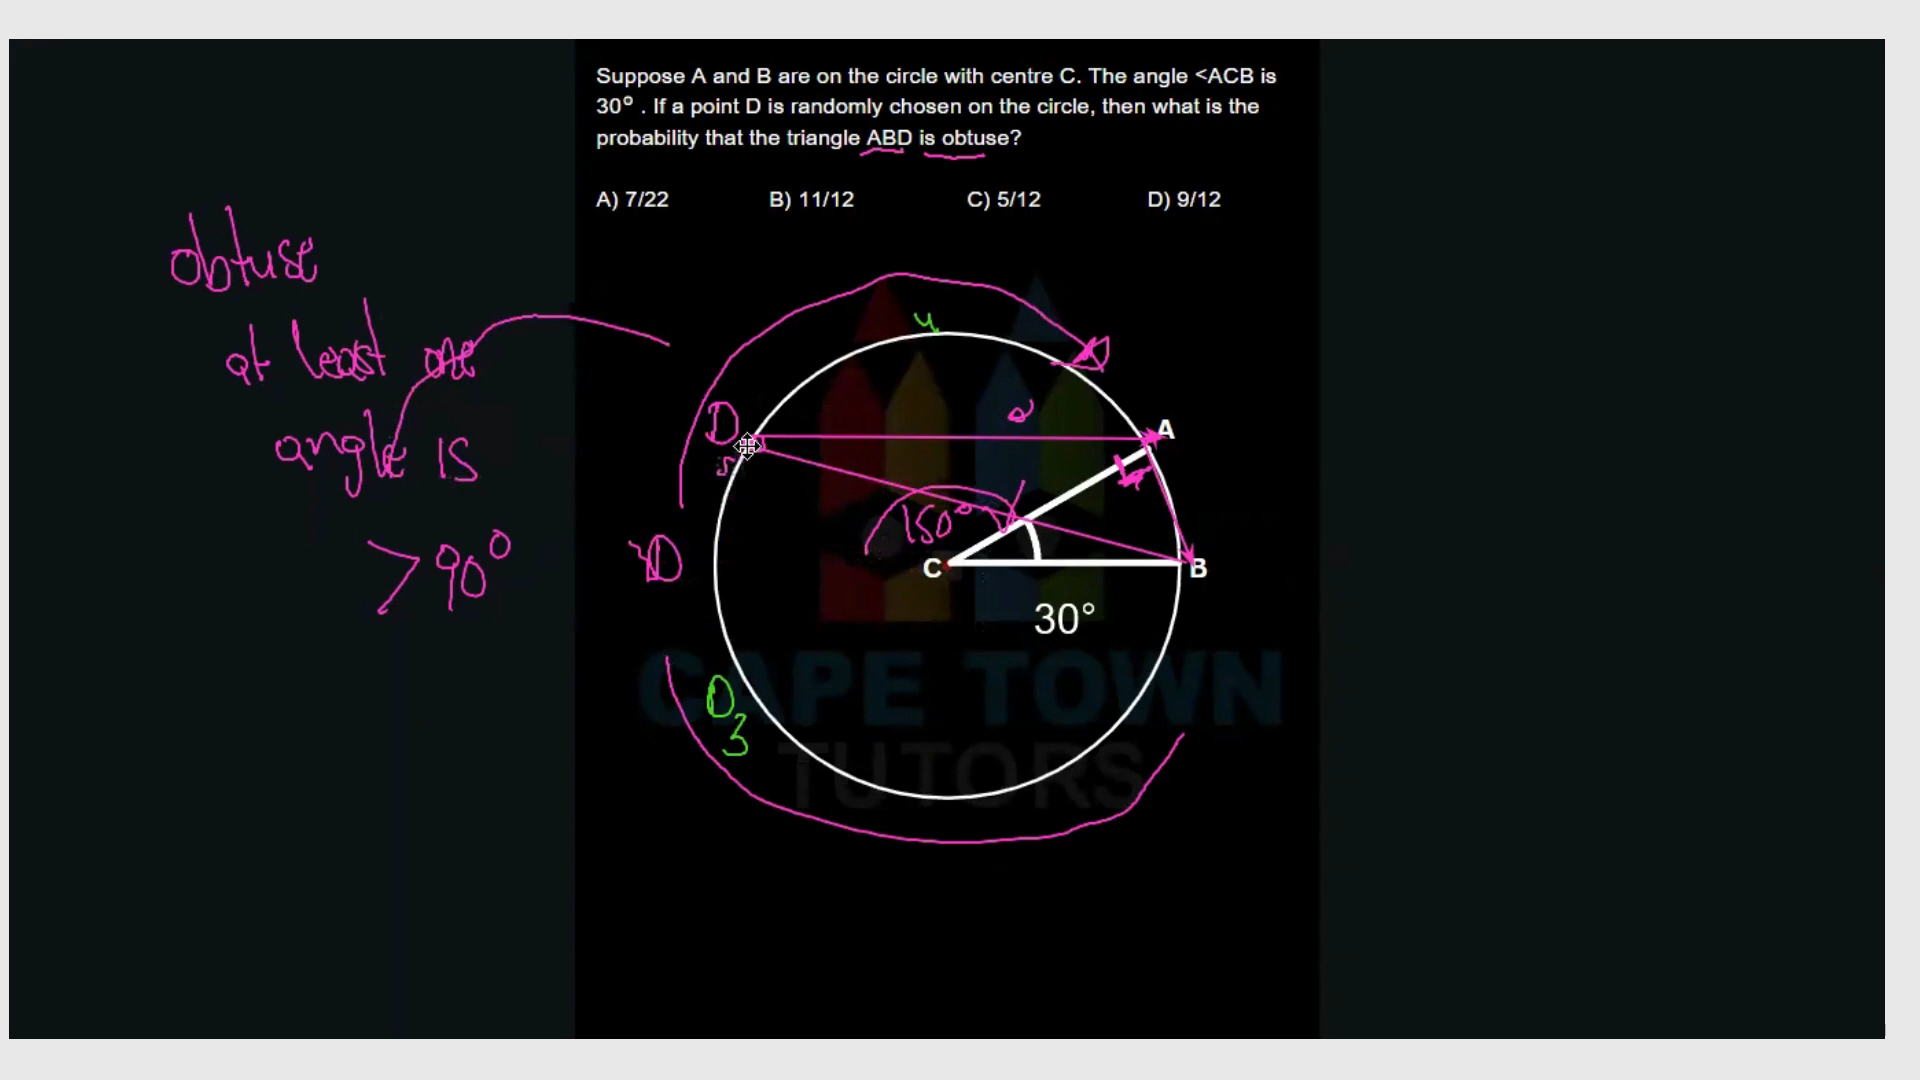 Suppose A and B are on the circle with centre C. The angle <ACB is
30° . If a point D is randomly chosen on the circle, then what is the
probability that the triangle ABD is obtuse?
A) 7/22 B) 11/12 C) 5/12 D) 9/12
obtuse
at least one
angle is
> 90°
4
D
A
5
150°
D
C
B
30°
D
3
CAPE TOWN
TUTORS